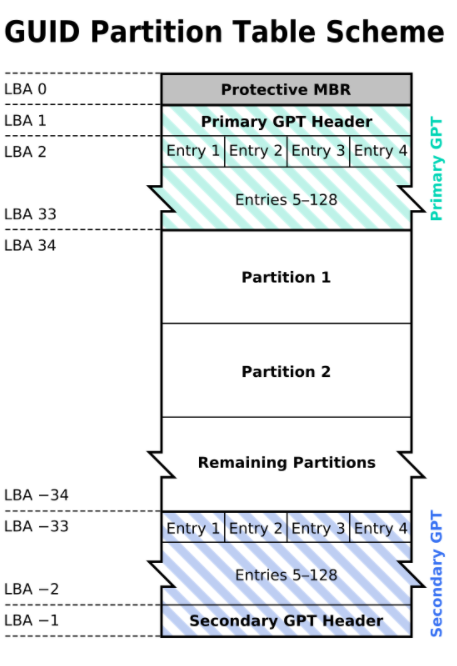 GUID Partition Table Scheme
LBA 0
Protective MBR
LBA 1
Primary GPT Header
LBA 2
Entry 1 Entry 2 Entry 3 Entry 4
Entries 5–128
LBA 33
Primary GPT
LBA 34
Partition 1
Partition 2
Remaining Partitions
LBA −34
LBA −33
Entry 1 Entry 2 Entry 3 Entry 4
Entries 5–128
LBA −2
LBA −1
Secondary GPT Header
Secondary GPT